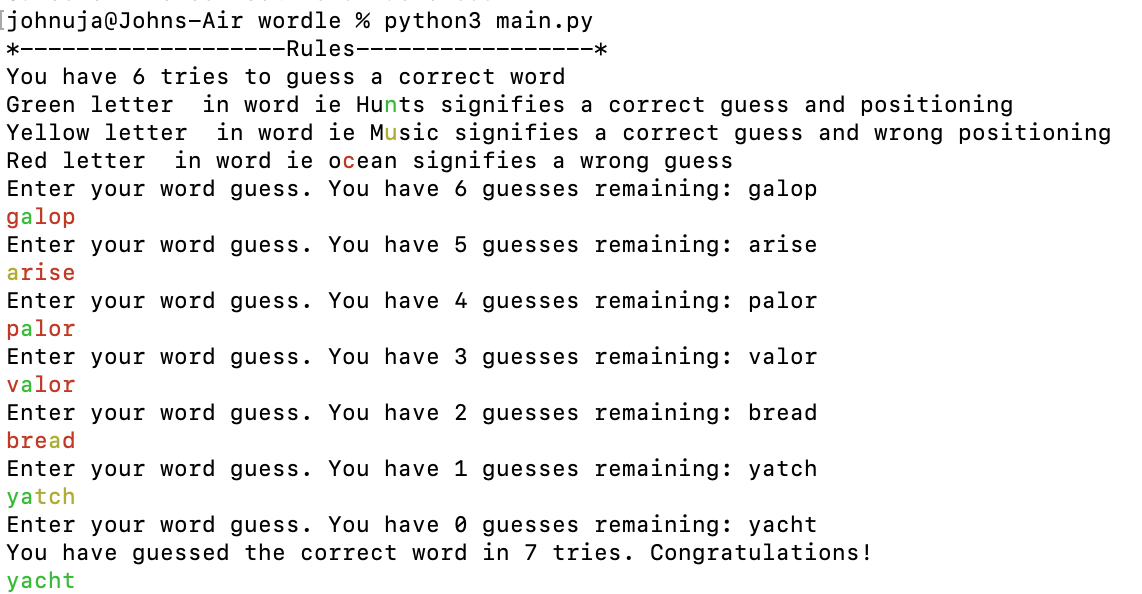 johnuja@Johns-Air wordle % python3 main.py
*-------------------Rules-----------------*
You have 6 tries to guess a correct word
Green letter  in word ie Hunts signifies a correct guess and positioning
Yellow letter  in word ie Music signifies a correct guess and wrong positioning
Red letter  in word ie ocean signifies a wrong guess
Enter your word guess. You have 6 guesses remaining: galop
galop
Enter your word guess. You have 5 guesses remaining: arise
arise
Enter your word guess. You have 4 guesses remaining: palor
palor
Enter your word guess. You have 3 guesses remaining: valor
valor
Enter your word guess. You have 2 guesses remaining: bread
bread
Enter your word guess. You have 1 guesses remaining: yatch
yatch
Enter your word guess. You have 0 guesses remaining: yacht
You have guessed the correct word in 7 tries. Congratulations!
yacht